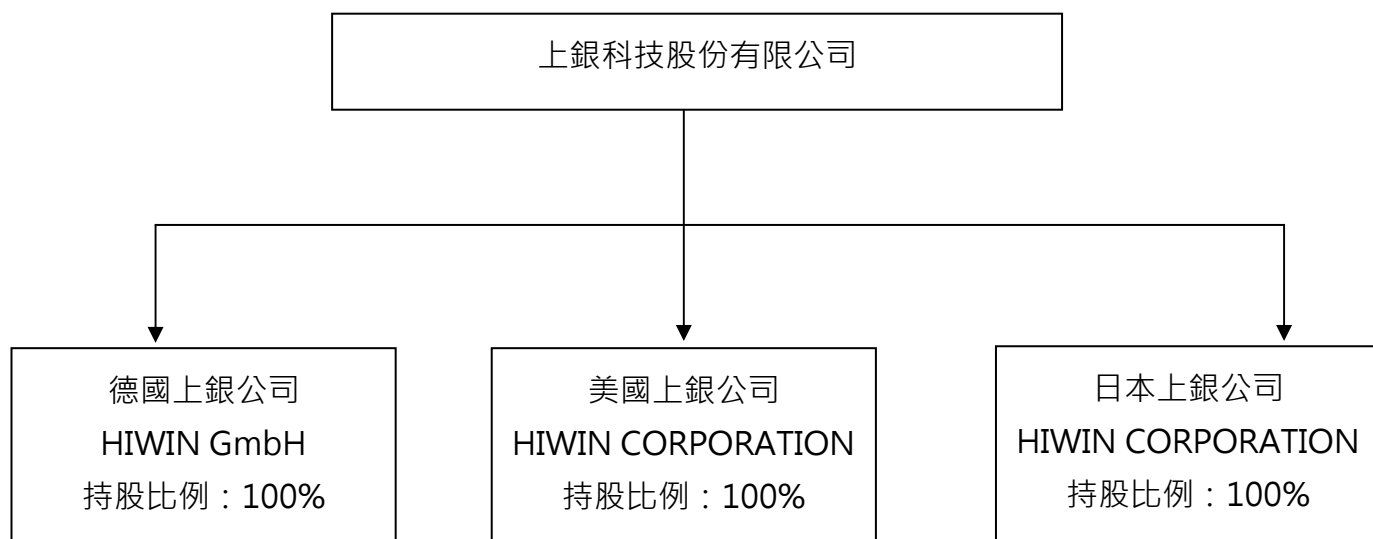 上銀科技股份有限公司
德國上銀公司
HIWIN GmbH
持股比例：100%
美國上銀公司
HIWIN CORPORATION
持股比例：100%
日本上銀公司
HIWIN CORPORATION
持股比例：100%